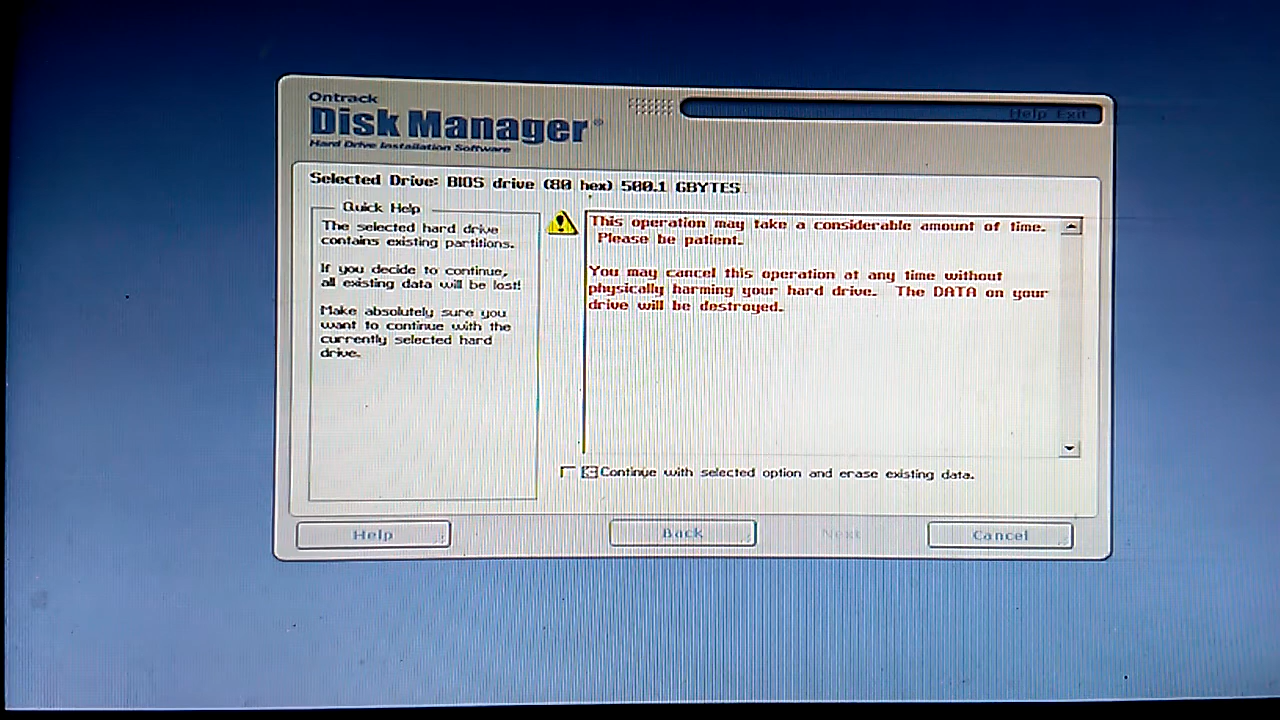 Ontrack
Disk Manager®
Hard Drive Installation Software
Help Exit
Selected Drive: BIOS drive (80 hex) 500.1 GBYTES
Quick Help
The selected hard drive
contains existing partitions.
If you decide to continue,
all existing data will be lost!
Make absolutely sure you
want to continue with the
currently selected hard
drive.
This operation may take a considerable amount of time.
Please be patient.
You may cancel this operation at any time without
physically harming your hard drive. The DATA on your
drive will be destroyed.
Continue with selected option and erase existing data.
Help
Back
Next
Cancel